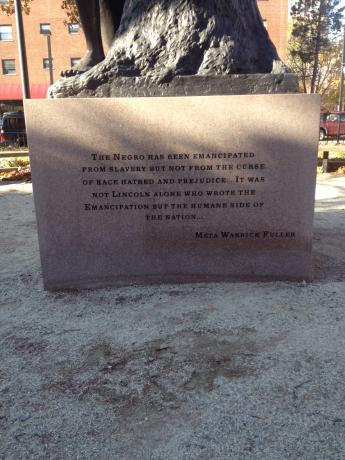 The Negro has been emancipated
from slavery but not from the curse
of race hatred and prejudice...It was
not Lincoln alone who wrote the
Emancipation but the humane side of
the nation...
Meta Warrick Fuller